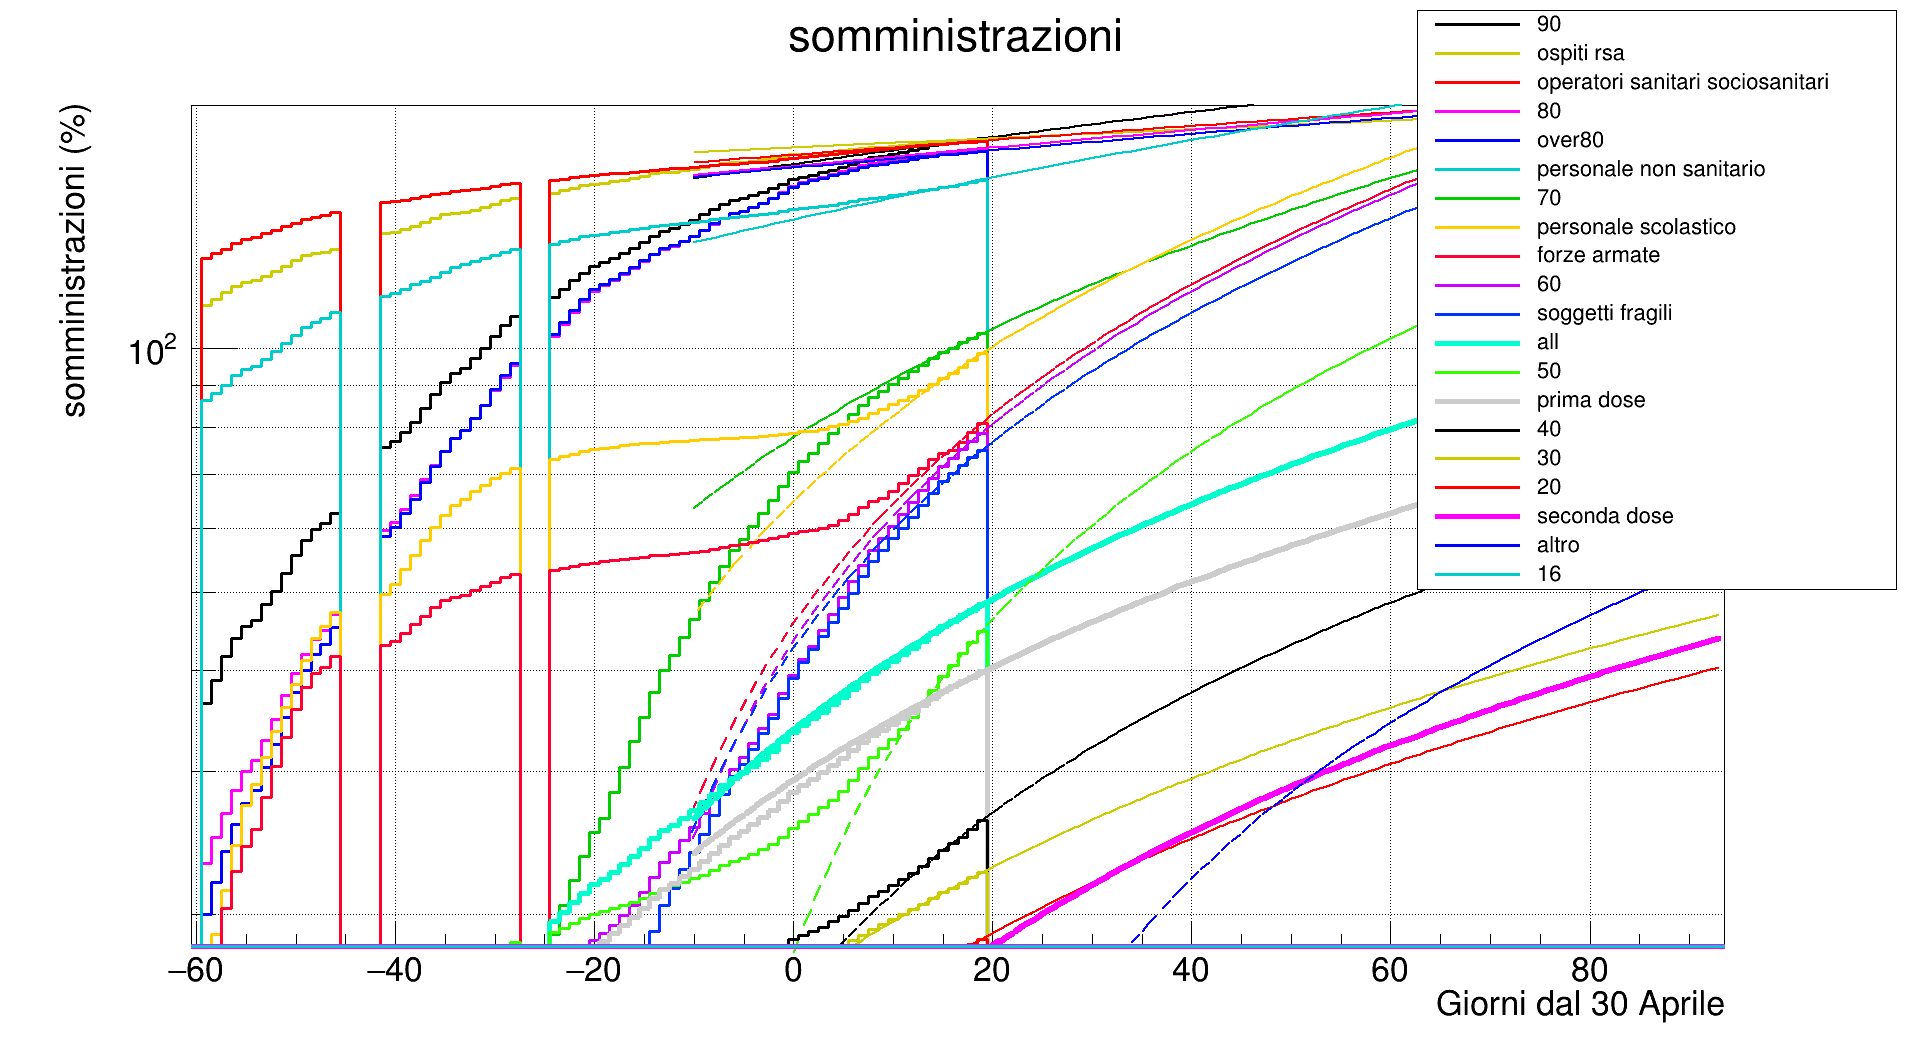 somministrazioni
somministrazioni (%)
10²
−60 −40 −20 0 20 40 60 80
Giorni dal 30 Aprile
90
ospiti rsa
operatori sanitari sociosanitari
80
over80
personale non sanitario
70
personale scolastico
forze armate
60
soggetti fragili
all
50
prima dose
40
30
20
seconda dose
altro
16